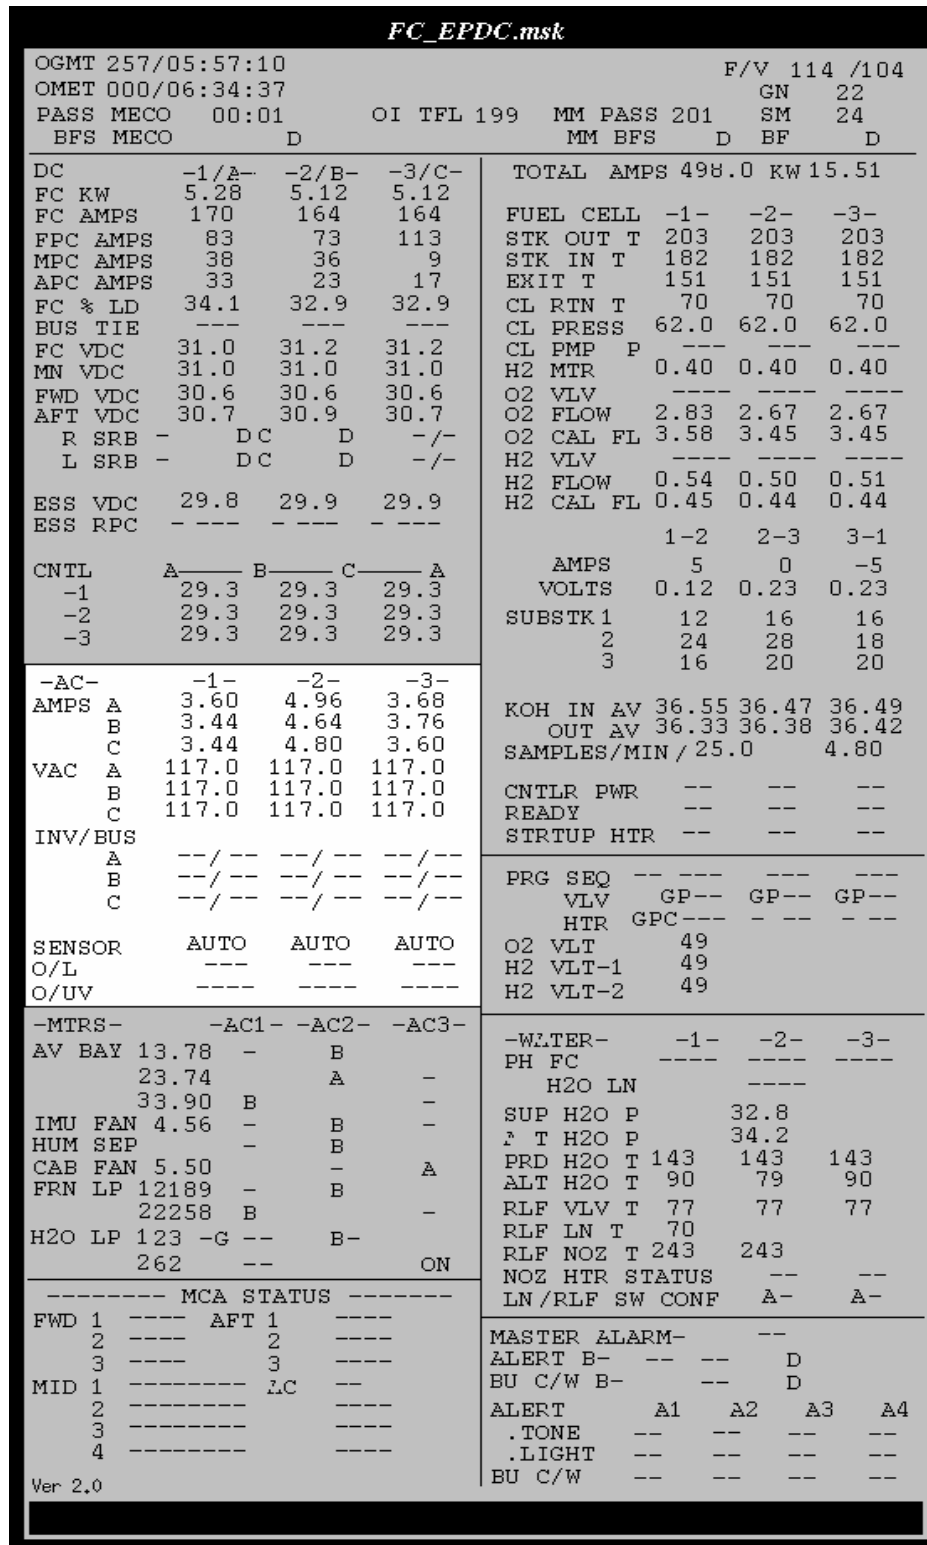 FC_EPDC.msk
OGMT 257/05:57:10
F/V 114 /104
OMET 000/06:34:37 GN 22
PASS MECO 00:01 OI TFL 199 MM PASS 201 SM 24
BFS MECO D MM BFS D BF D
DC -1/A- -2/B- -3/C-
FC KW 5.28 5.12 5.12
FC AMPS 170 164 164
FPC AMPS 83 73 113
MPC AMPS 38 36 9
APC AMPS 33 23 17
FC % LD 34.1 32.9 32.9
BUS TIE --- --- ---
FC VDC 31.0 31.2 31.2
MN VDC 31.0 31.0 31.0
FWD VDC 30.6 30.6 30.6
AFT VDC 30.7 30.9 30.7
R SRB - D C D -/-
L SRB - D C D -/-
ESS VDC 29.8 29.9 29.9
ESS RPC - --- - --- - ---
CNTL A—— B—— C—— A
-1 29.3 29.3 29.3
-2 29.3 29.3 29.3
-3 29.3 29.3 29.3
-AC- -1- -2- -3-
AMPS A 3.60 4.96 3.68
B 3.44 4.64 3.76
C 3.44 4.80 3.60
VAC A 117.0 117.0 117.0
B 117.0 117.0 117.0
C 117.0 117.0 117.0
INV/BUS
A --/-- --/-- --/--
B --/-- --/-- --/--
C --/-- --/-- --/--
SENSOR AUTO AUTO AUTO
O/L --- --- ---
O/UV ---- ---- ----
-MTRS- -AC1- -AC2- -AC3-
AV BAY 13.78 - B
23.74 A -
33.90 B -
IMU FAN 4.56 - B -
HUM SEP - B
CAB FAN 5.50 - A
FRN LP 12189 - B
22258 B -
H2O LP 123 -G -- B-
262 -- ON
-------- MCA STATUS -------
FWD 1 ---- AFT 1 ----
2 ---- 2 ----
3 ---- 3 ----
MID 1 -------- AC --
2 -------- ----
3 -------- ----
4 -------- ----
Ver 2.0
TOTAL AMPS 498.0 KW 15.51
FUEL CELL -1- -2- -3-
STK OUT T 203 203 203
STK IN T 182 182 182
EXIT T 151 151 151
CL RTN T 70 70 70
CL PRESS 62.0 62.0 62.0
CL PMP P --- --- ---
H2 MTR 0.40 0.40 0.40
O2 VLV ---- ---- ----
O2 FLOW 2.83 2.67 2.67
O2 CAL FL 3.58 3.45 3.45
H2 VLV ---- ---- ----
H2 FLOW 0.54 0.50 0.51
H2 CAL FL 0.45 0.44 0.44
1-2 2-3 3-1
AMPS 5 0 -5
VOLTS 0.12 0.23 0.23
SUBSTK 1 12 16 16
2 24 28 18
3 16 20 20
KOH IN AV 36.55 36.47 36.49
OUT AV 36.33 36.38 36.42
SAMPLES/MIN / 25.0 4.80
CNTLR PWR -- -- --
READY -- -- --
STRTUP HTR -- -- --
PRG SEQ -- --- --- ---
VLV GP-- GP-- GP--
HTR GPC--- - -- - --
O2 VLT 49
H2 VLT-1 49
H2 VLT-2 49
-WATER- -1- -2- -3-
PH FC ---- ---- ----
H2O LN ----
SUP H2O P 32.8
T H2O P 34.2
PRD H2O T 143 143 143
ALT H2O T 90 79 90
RLF VLV T 77 77 77
RLF LN T 70
RLF NOZ T 243 243
NOZ HTR STATUS -- --
LN/RLF SW CONF A- A-
MASTER ALARM- --
ALERT B- -- -- D
BU C/W B- -- D
ALERT A1 A2 A3 A4
.TONE -- -- -- --
.LIGHT -- -- -- --
BU C/W -- -- -- --